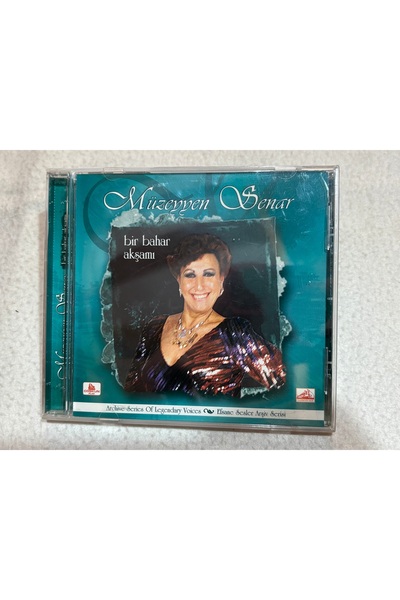 Müzeyyen Senar
bir bahar
akşamı
Archive Series Of Legendary Voices Efsane Sesler Arşiv Serisi